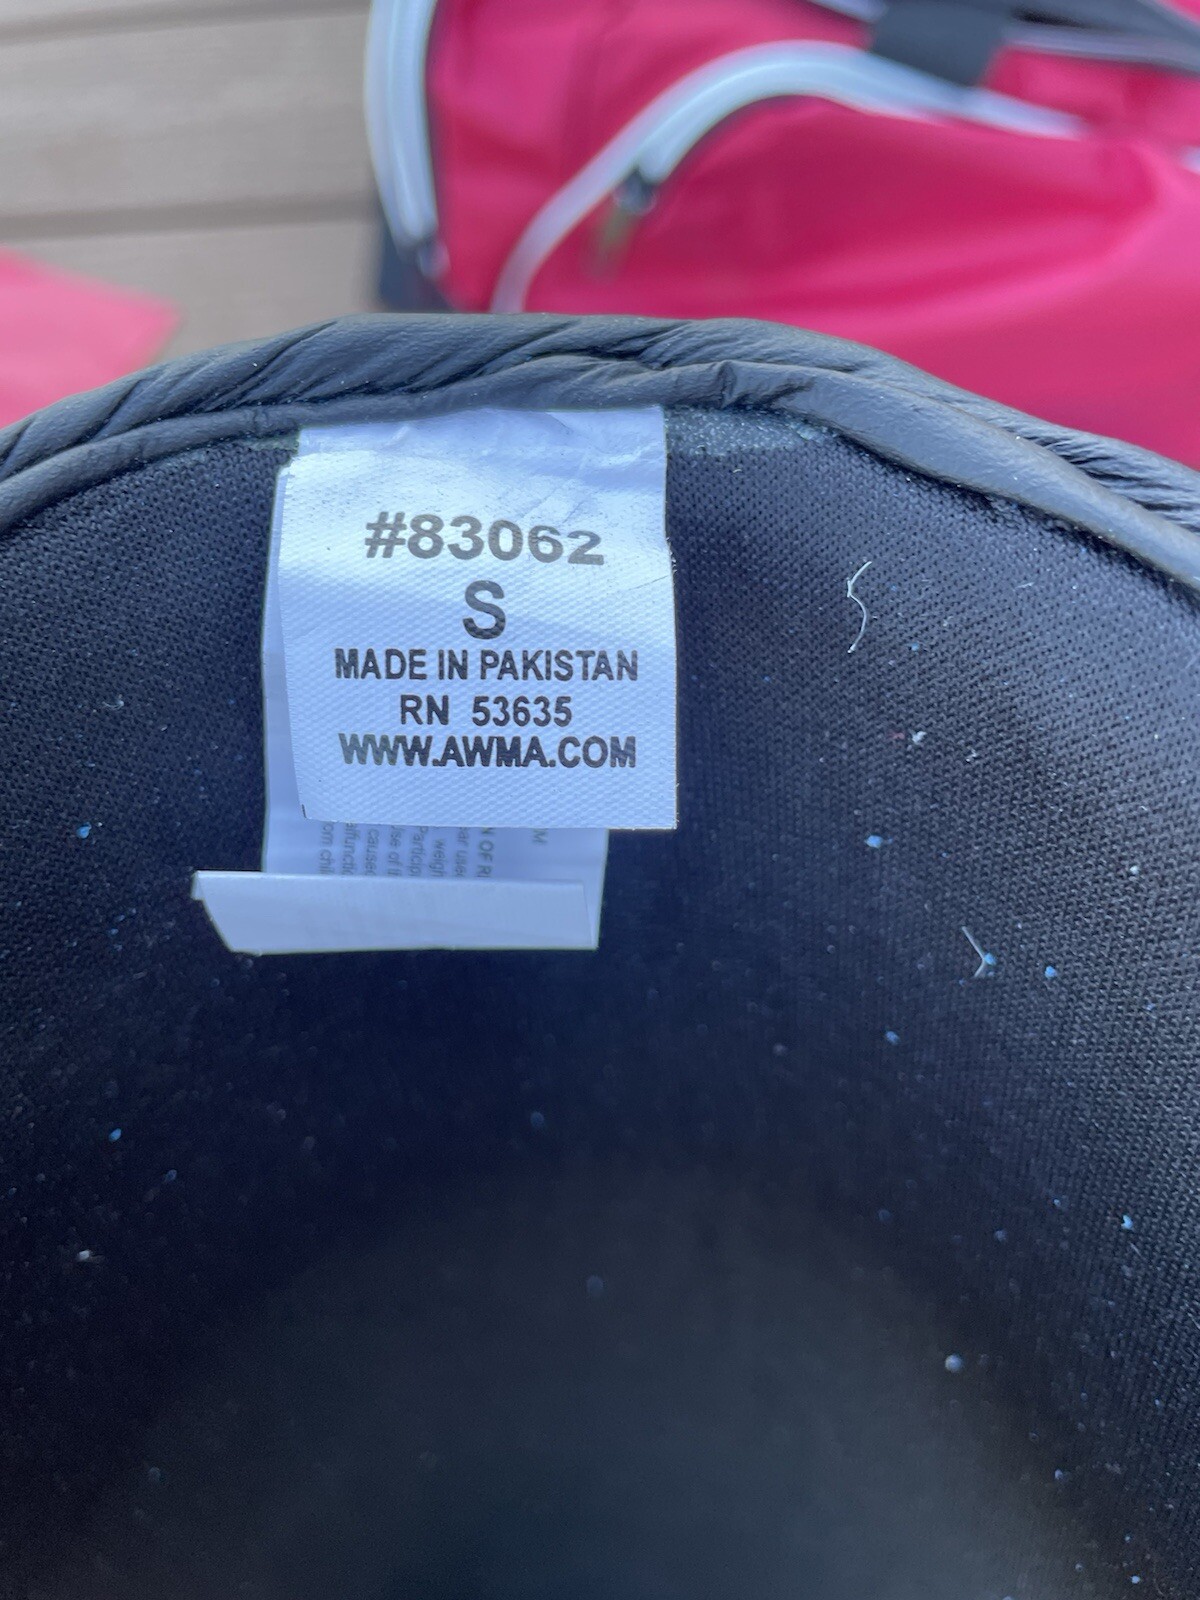 #83062
S
MADE IN PAKISTAN
RN 53635
WWW.AWMA.COM